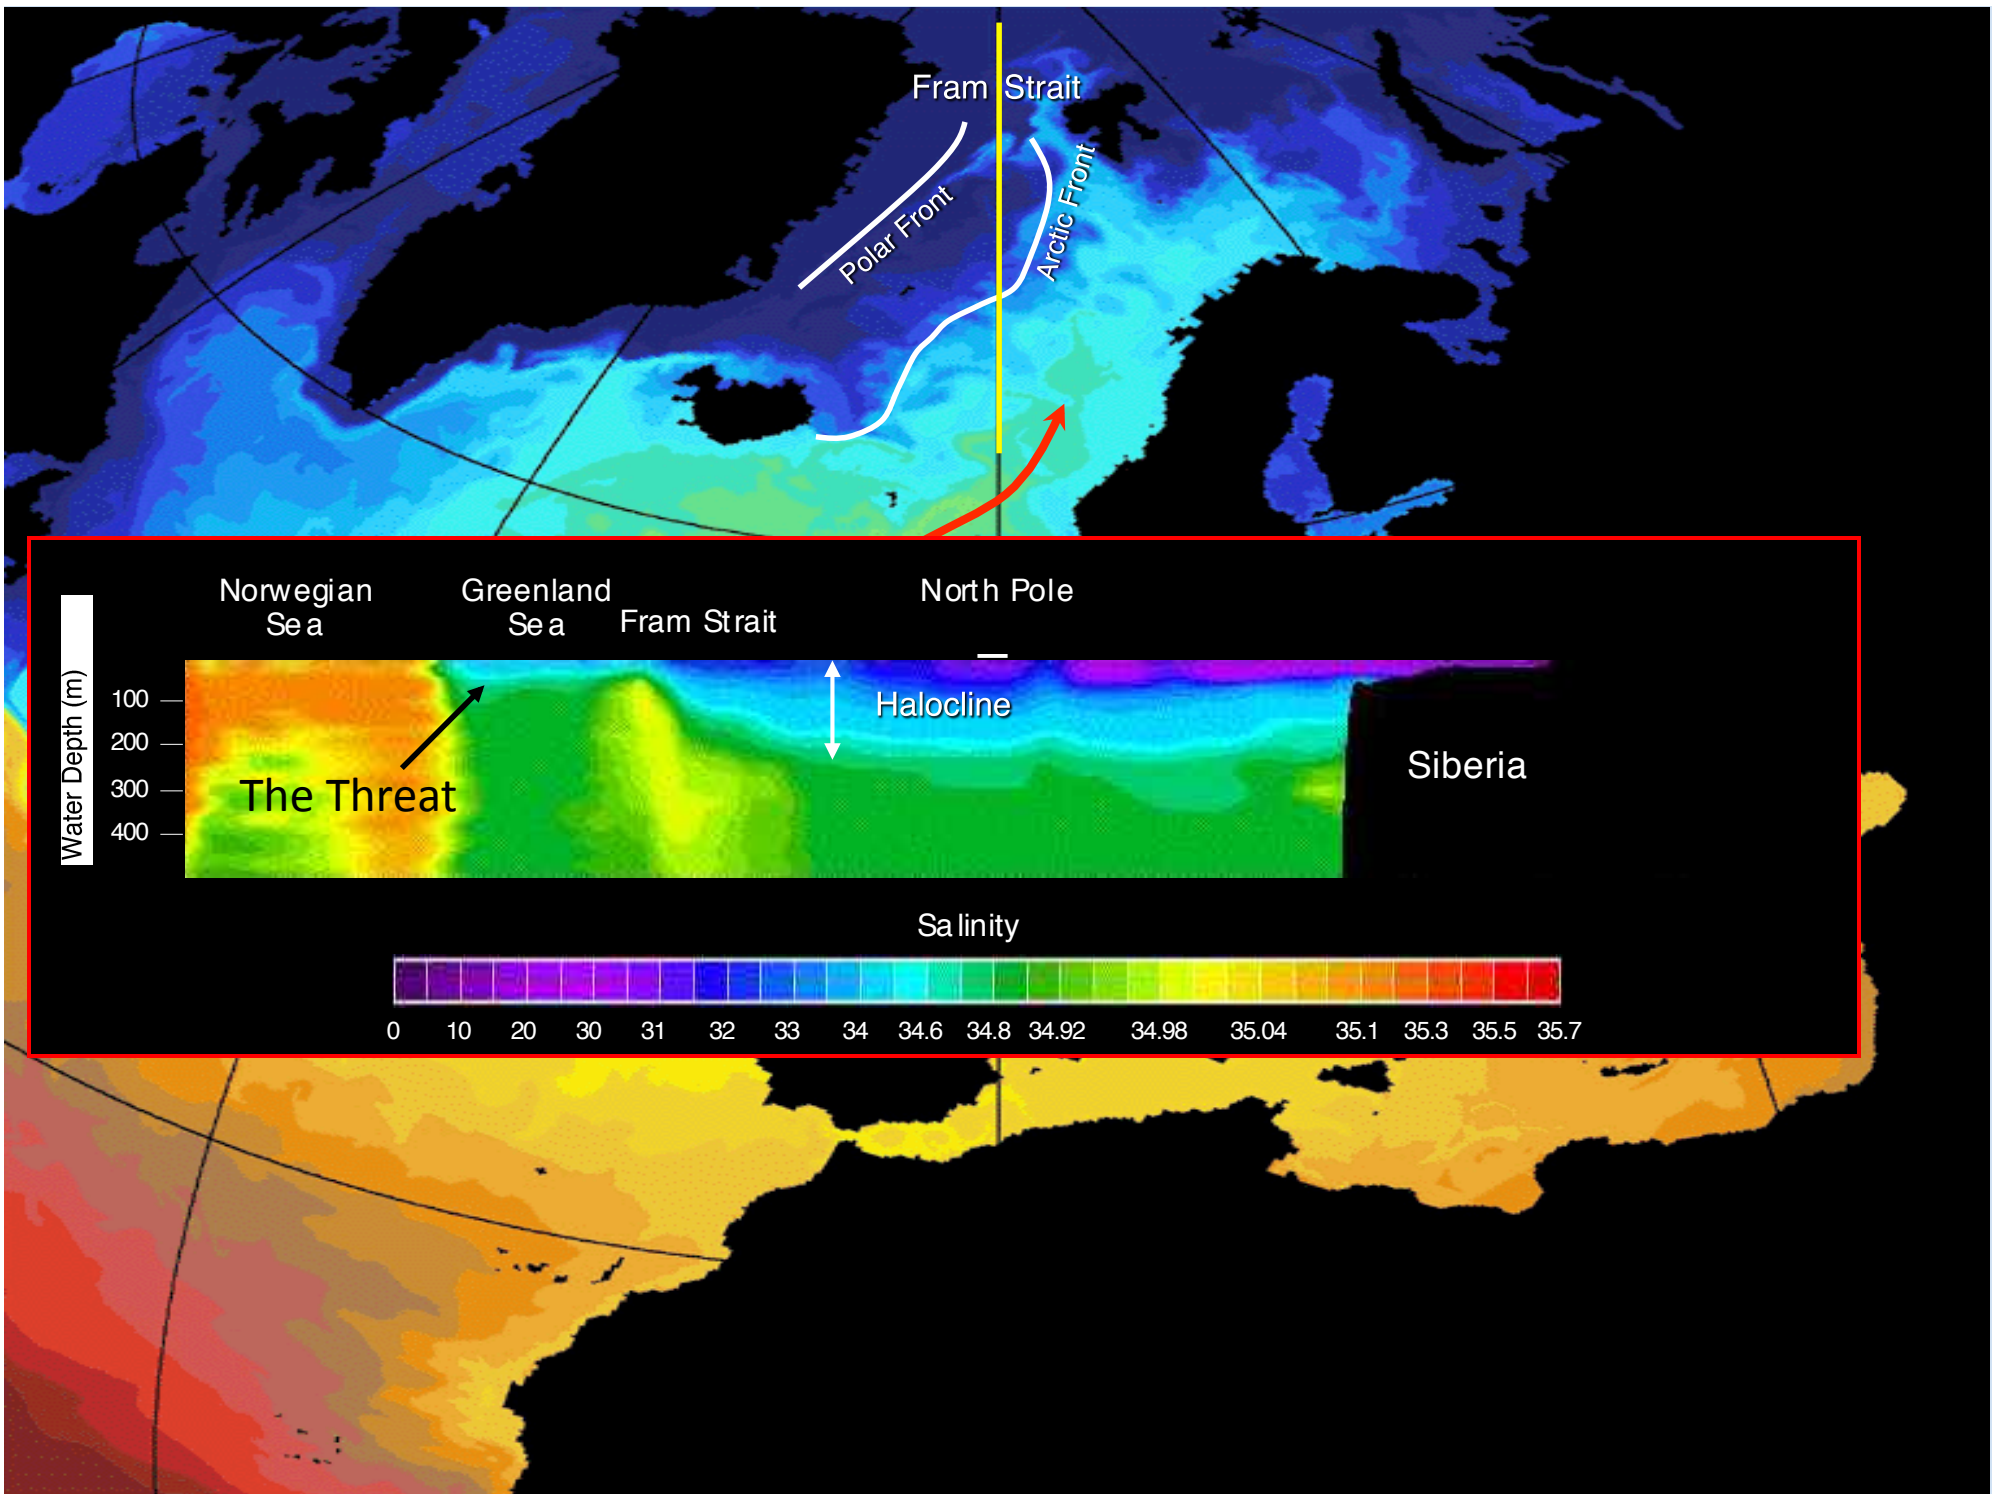 Fram Strait
Polar Front
Arctic Front
Norwegian
Sea
Greenland
Sea
Fram Strait
North Pole
Water Depth (m)
100
200
300
400
Halocline
The Threat
Siberia
Salinity
0 10 20 30 31 32 33 34 34.6 34.8 34.92 34.98 35.04 35.1 35.3 35.5 35.7